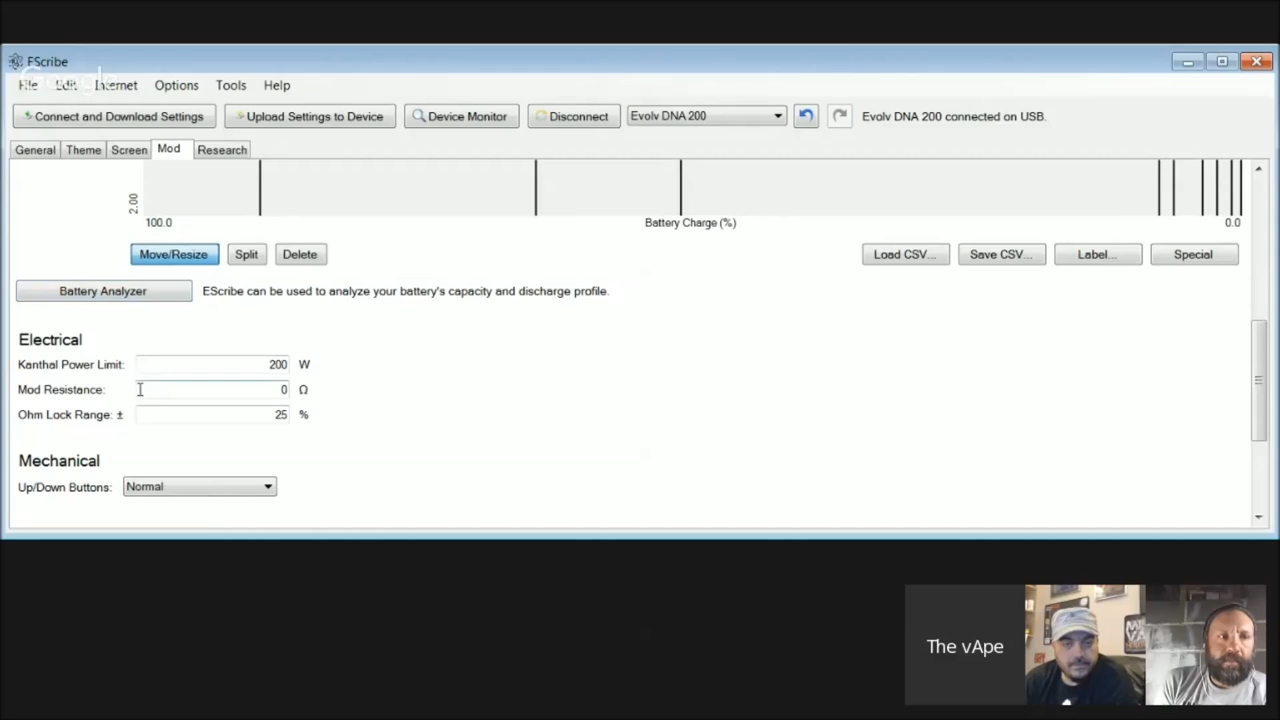 EScribe
Google
File Edit Internet Options Tools Help
Connect and Download Settings Upload Settings to Device Device Monitor Disconnect Evolv DNA 200 Evolv DNA 200 connected on USB.
General Theme Screen Mod Research
2.00
100.0 Battery Charge (%) 0.0
Move/Resize Split Delete Load CSV... Save CSV... Label... Special
Battery Analyzer EScribe can be used to analyze your battery's capacity and discharge profile.
Electrical
Kanthal Power Limit: 200 W
Mod Resistance: 0 Ω
Ohm Lock Range: ± 25 %
Mechanical
Up/Down Buttons: Normal
The vApe